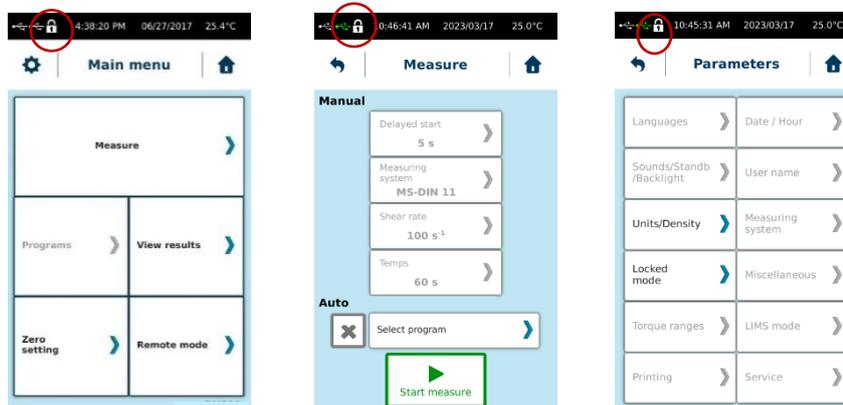 4:38:20 PM 06/27/2017 25.4°C
Main menu
Measure
Programs
View results
Zero
setting
Remote mode
0:46:41 AM 2023/03/17 25.0°C
Measure
Manual
Delayed start
5 s
Measuring
system
MS-DIN 11
Shear rate
100 s⁻¹
Temps
60 s
Auto
Select program
Start measure
10:45:31 AM 2023/03/17 25.0°C
Parameters
Languages
Date / Hour
Sounds/Standb
/Backlight
User name
Units/Density
Measuring
system
Locked
mode
Miscellaneous
Torque ranges
LIMS mode
Printing
Service